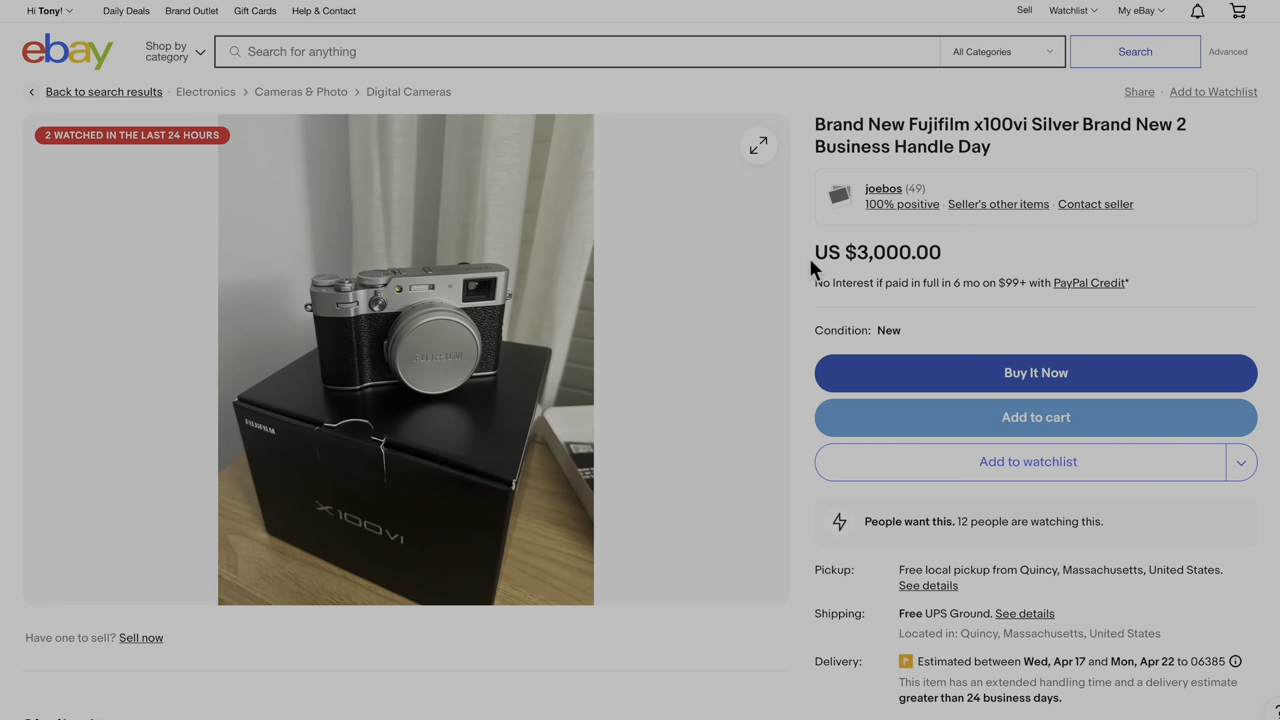 Hi Tony!
Daily Deals
Brand Outlet
Gift Cards
Help & Contact
Sell
Watchlist
My eBay
ebay
Shop by
category
Search for anything
All Categories
Search
Advanced
Back to search results
Electronics
Cameras & Photo
Digital Cameras
Share
Add to Watchlist
2 WATCHED IN THE LAST 24 HOURS
FUJIFILM
FUJIFILM
X100VI
Have one to sell? Sell now
Brand New Fujifilm x100vi Silver Brand New 2
Business Handle Day
joebos (49)
100% positive · Seller's other items · Contact seller
US $3,000.00
No Interest if paid in full in 6 mo on $99+ with PayPal Credit*
Condition: New
Buy It Now
Add to cart
Add to watchlist
People want this. 12 people are watching this.
Pickup: Free local pickup from Quincy, Massachusetts, United States.
See details
Shipping: Free UPS Ground. See details
Located in: Quincy, Massachusetts, United States
Delivery: Estimated between Wed, Apr 17 and Mon, Apr 22 to 06385
This item has an extended handling time and a delivery estimate
greater than 24 business days.